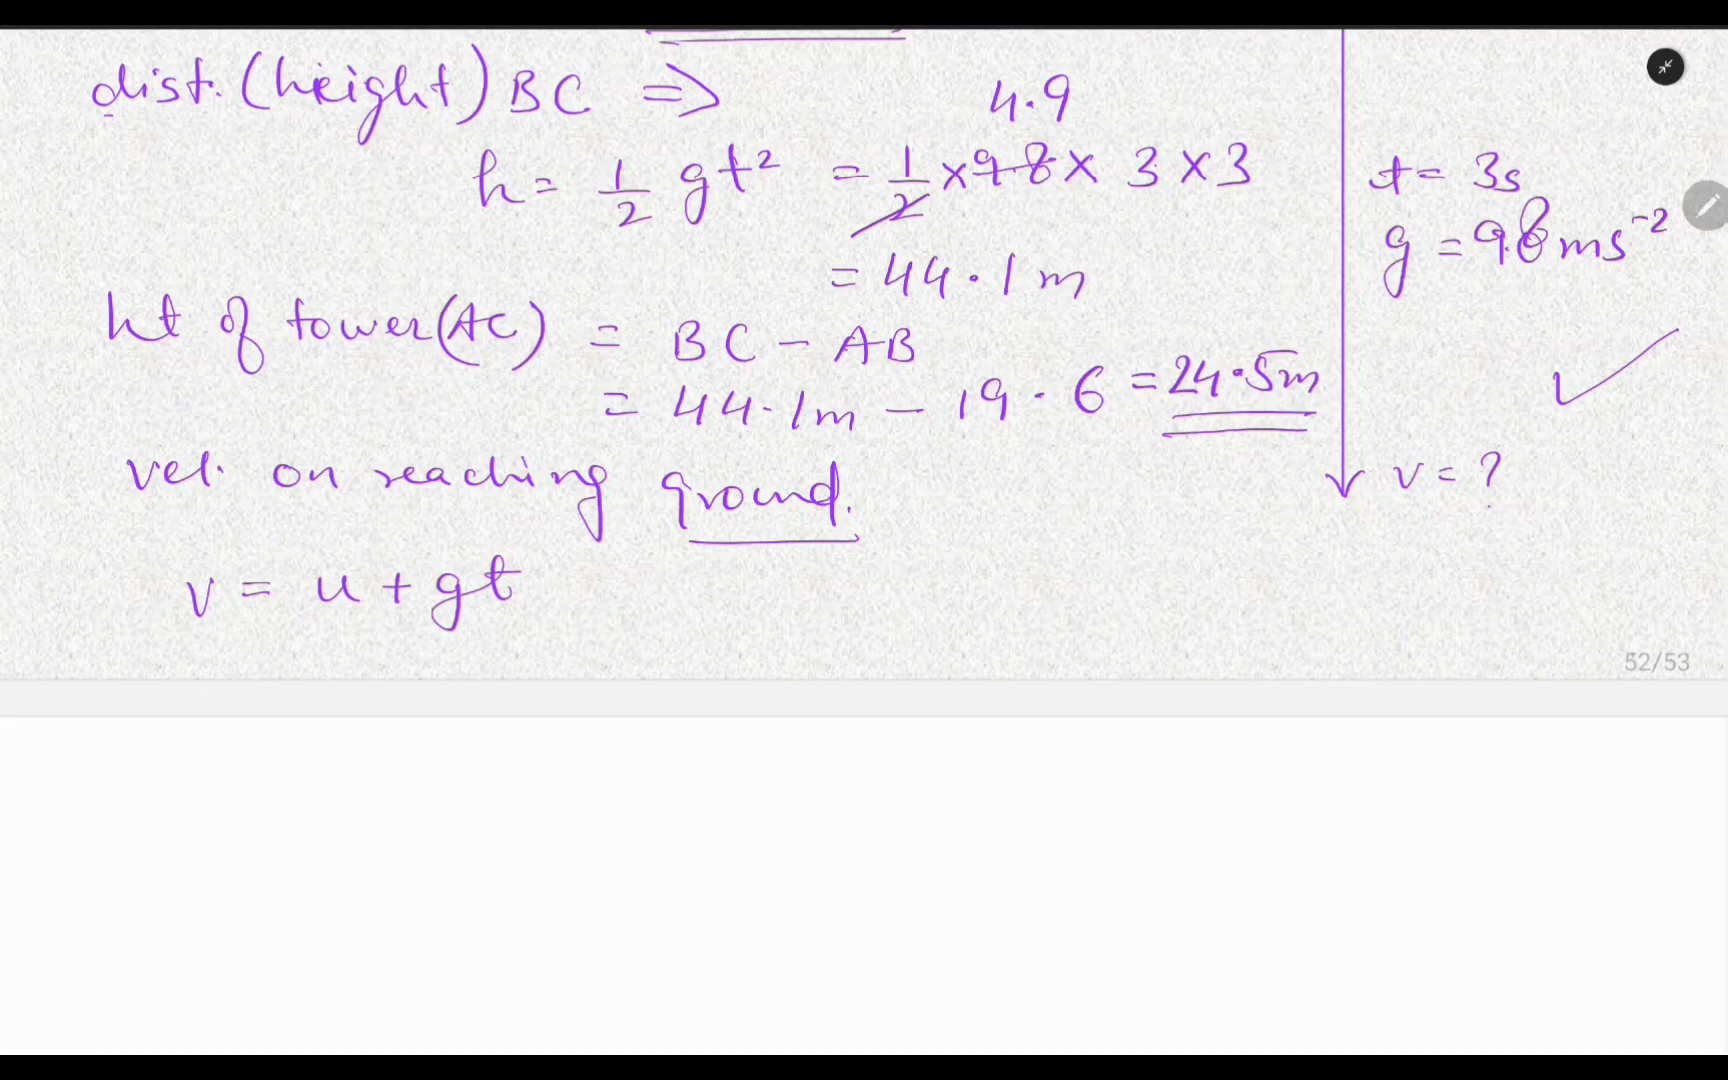 dist. (height) BC ⇒
4.9
h = 1/2 gt² = 1/2 × 9.8 × 3 × 3
= 44.1 m
t = 3s
g = 9.8 ms⁻²
ht of tower (AC) = BC - AB
= 44.1m - 19.6 = 24.5m
vel. on reaching ground.
v = ?
v = u + gt
52/53